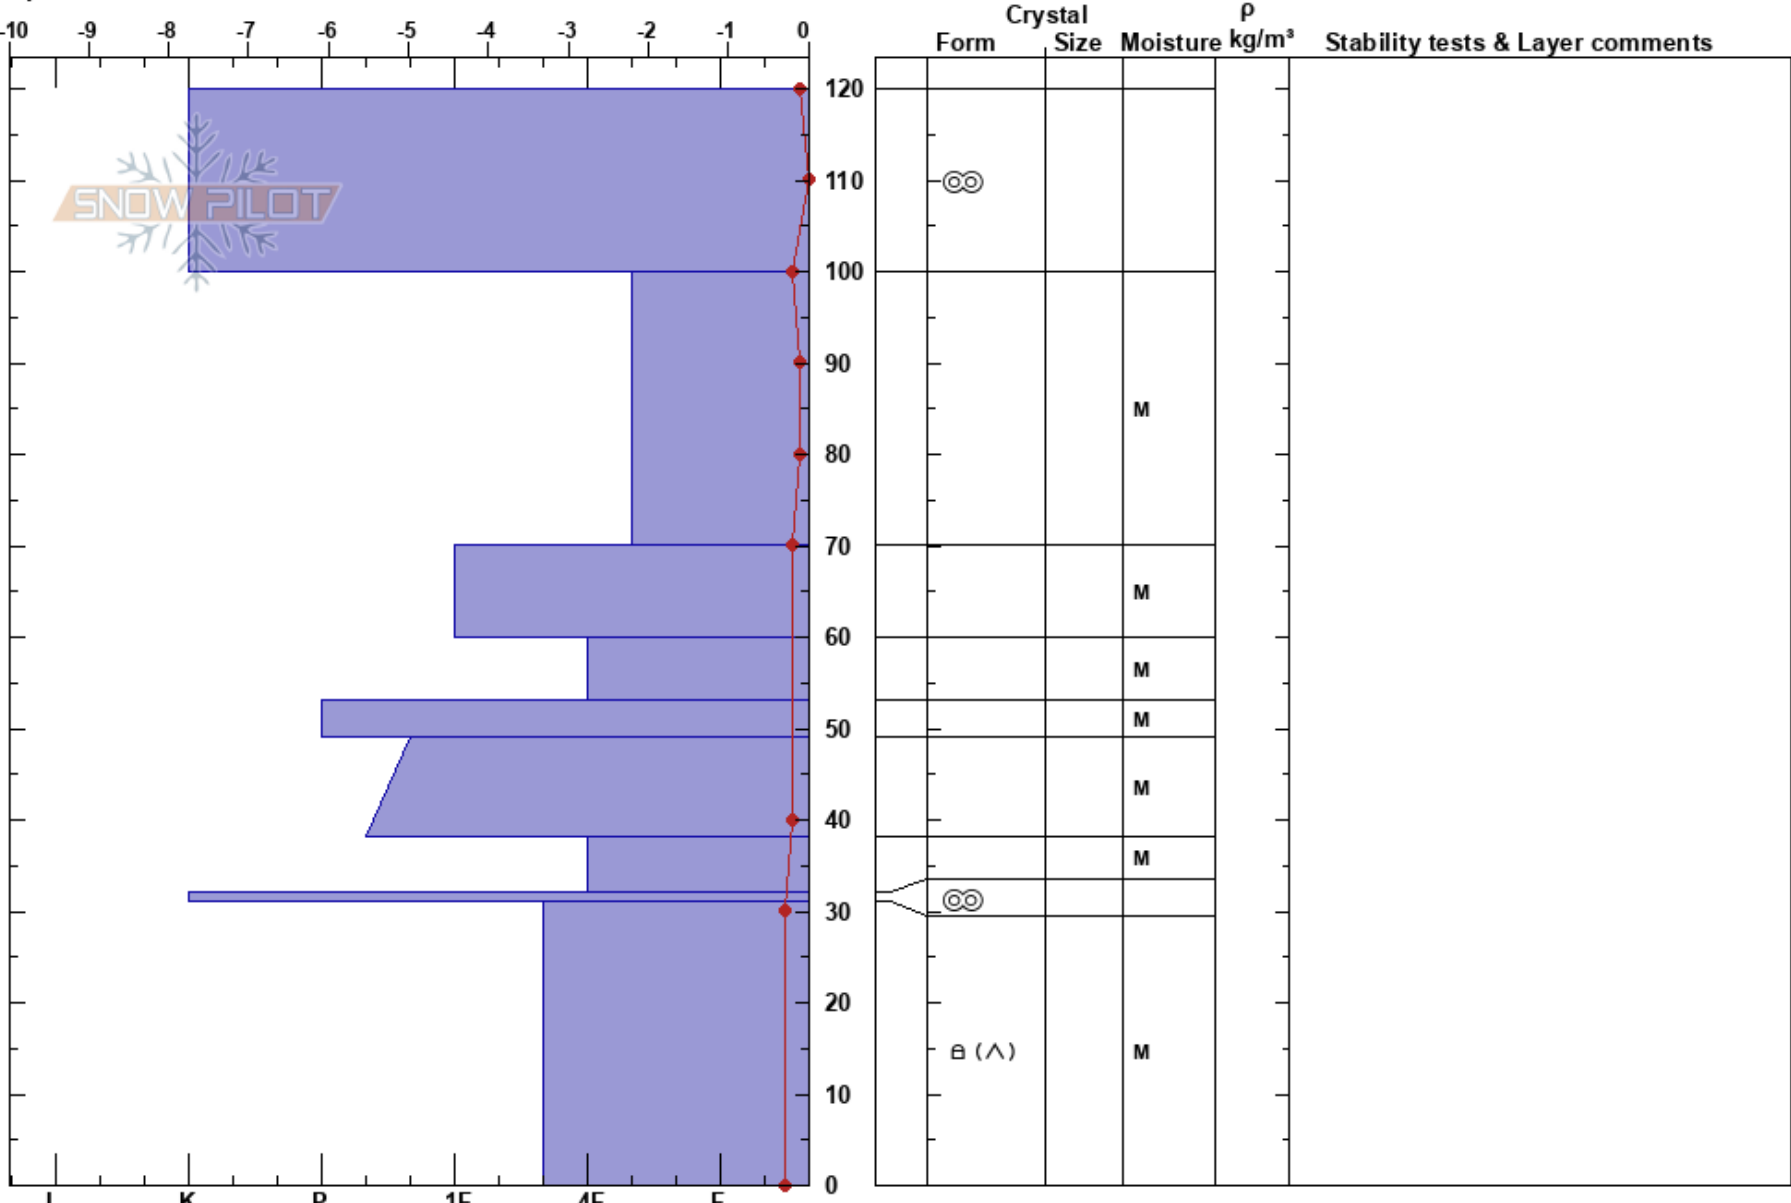 Crystal ρ
-10 -9 -8 -7 -6 -5 -4 -3 -2 -1 0 Form Size Moisture kg/m³ Stability tests & Layer comments
120
110
SNOW PILOT
100
90
M
80
70
M
60
M
50 M
M
40
M
30
20
(∧) M
10
0
I K P 1F 4F F